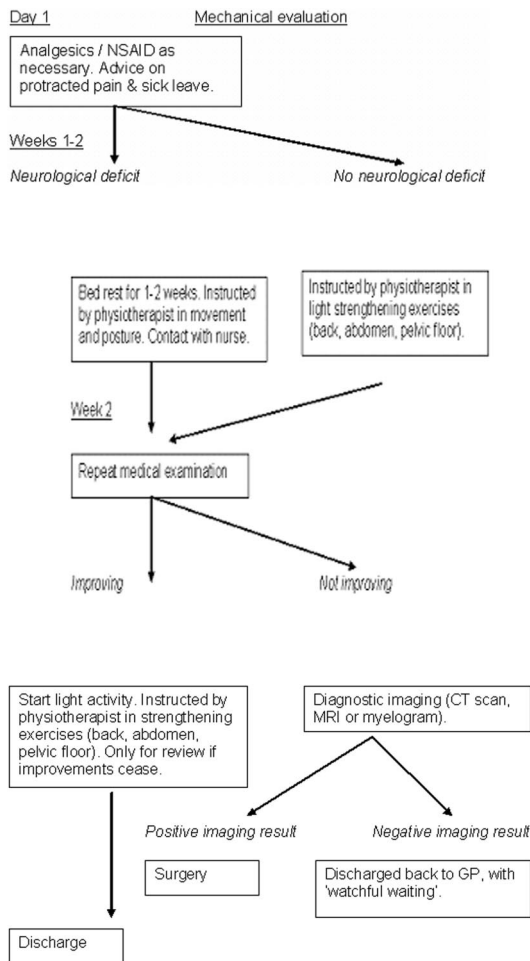 Day 1 Mechanical evaluation
Analgesics / NSAID as
necessary. Advice on
protracted pain & sick leave.
Weeks 1-2
Neurological deficit No neurological deficit
Bed rest for 1-2 weeks. Instructed
by physiotherapist in movement
and posture. Contact with nurse.
Instructed by physiotherapist in
light strengthening exercises
(back, abdomen, pelvic floor).
Week 2
Repeat medical examination
Improving Not improving
Start light activity. Instructed by
physiotherapist in strengthening
exercises (back, abdomen,
pelvic floor). Only for review if
improvements cease.
Diagnostic imaging (CT scan,
MRI or myelogram).
Positive imaging result Negative imaging result
Surgery
Discharged back to GP, with
'watchful waiting'.
Discharge